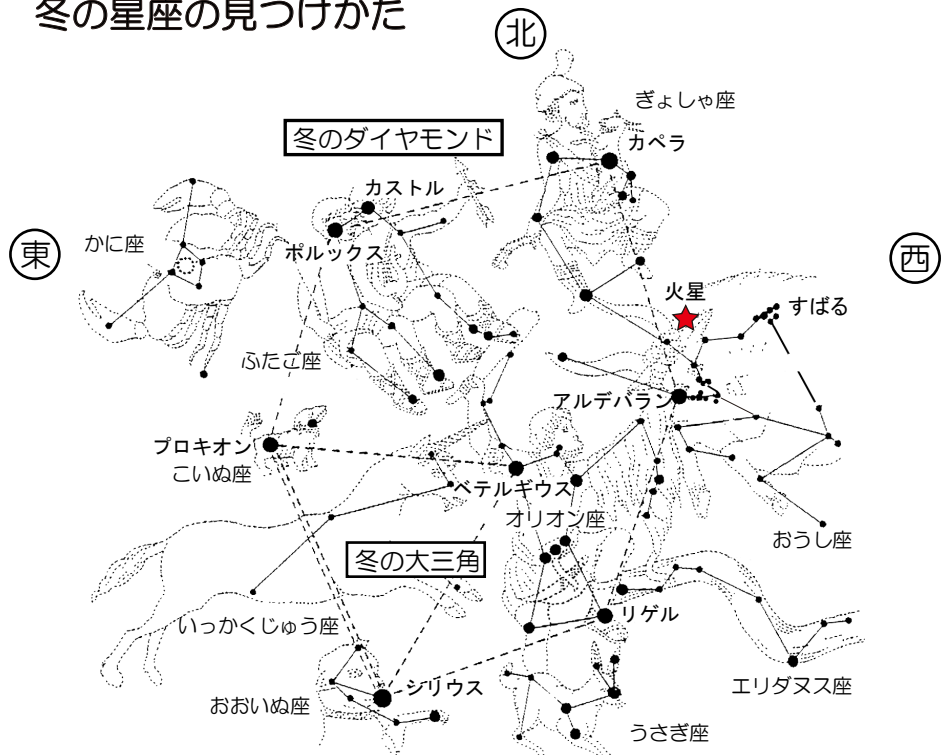 冬の星座の見つけかた
北
ぎょしゃ座
冬のダイヤモンド
カペラ
カストル
東
かに座
ポルックス
西
火星
すばる
ふたご座
アルデバラン
プロキオン
こいぬ座
ベテルギウス
オリオン座
おうし座
冬の大三角
いっかくじゅう座
リゲル
シリウス
エリダヌス座
おおいぬ座
うさぎ座